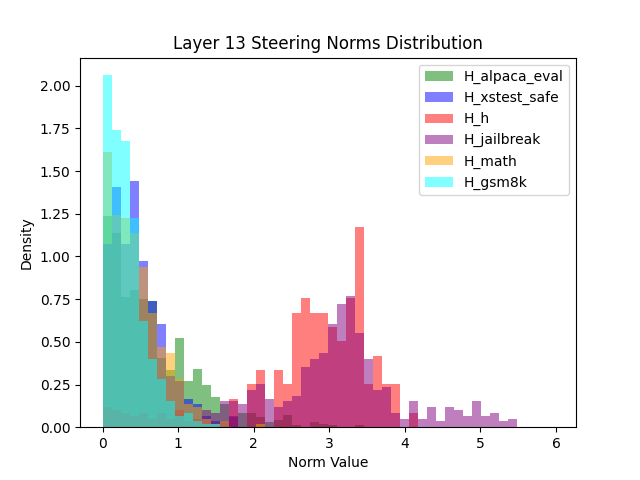 Layer 13 Steering Norms Distribution
H_alpaca_eval
H_xstest_safe
H_h
H_jailbreak
H_math
H_gsm8k
Density
2.00
1.75
1.50
1.25
1.00
0.75
0.50
0.25
0.00
0 1 2 3 4 5 6
Norm Value